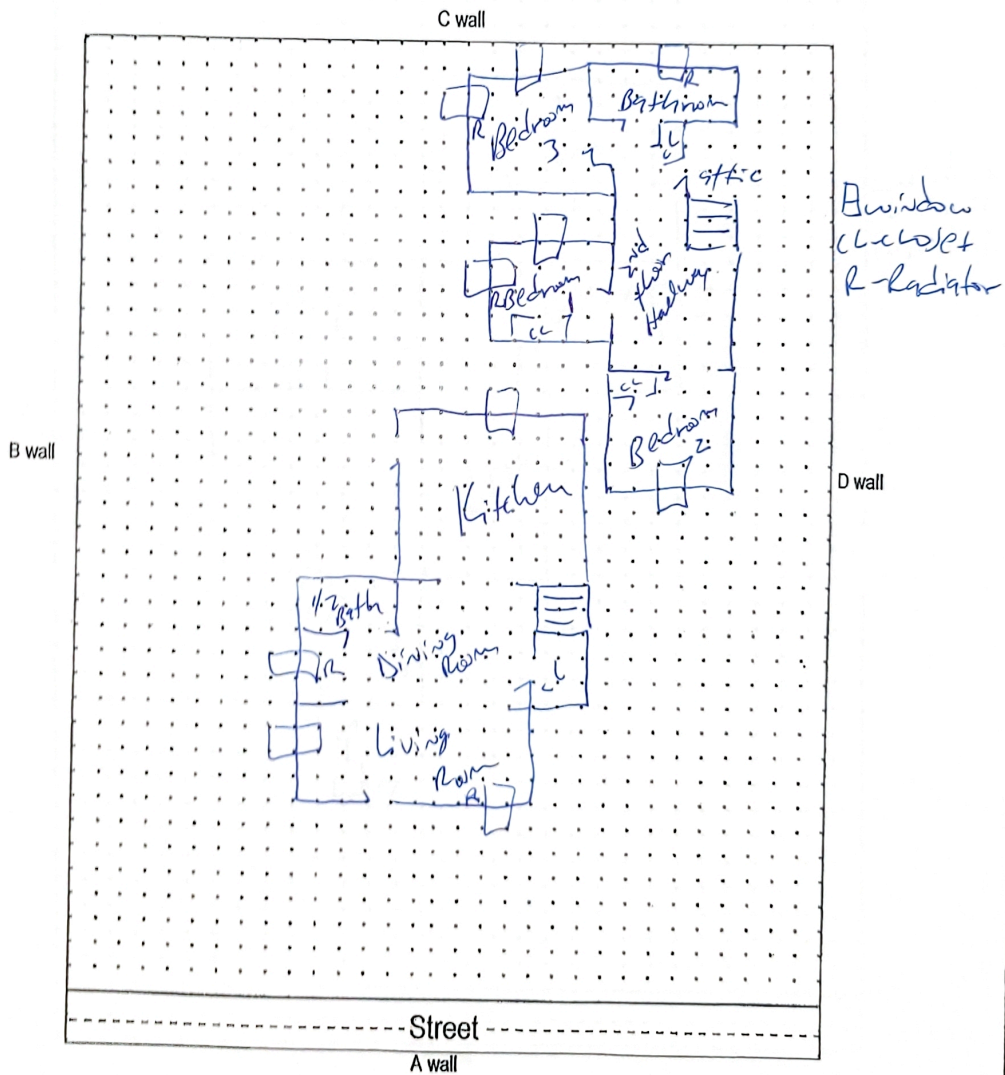 C wall
R
Bathroom
R
Bedroom
3
CL
attic
window
CL-CLOSET
R-Radiator
2nd
floor
Hallway
R Bedroom
1
CL
CL
Bedroom
2
B wall
D wall
Kitchen
1/2
Bath
Dining
Room
R
CL
Living
Room
R
Street
A wall